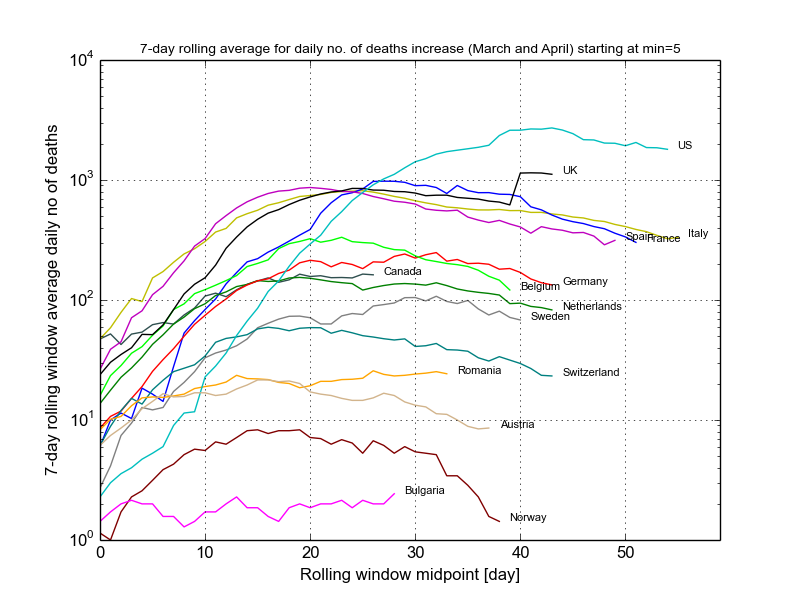 7-day rolling average for daily no. of deaths increase (March and April) starting at min=5
7-day rolling window average daily no of deaths
10^4
10^3
10^2
10^1
10^0
US
UK
Italy
Spain
France
Canada
Germany
Belgium
Netherlands
Sweden
Romania
Switzerland
Austria
Bulgaria
Norway
0 10 20 30 40 50
Rolling window midpoint [day]